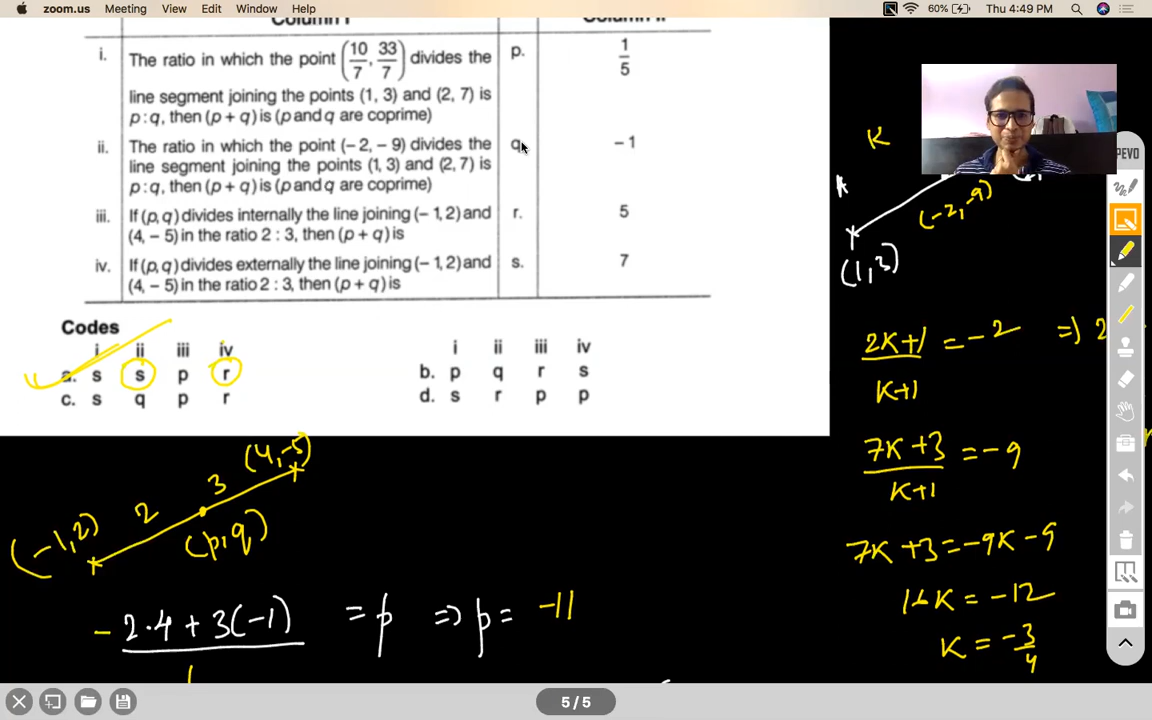 zoom.us Meeting View Edit Window Help 60% Thu 4:49 PM
i. The ratio in which the point (10/7, 33/7) divides the p. 1/5
line segment joining the points (1, 3) and (2, 7) is
p : q, then (p + q) is (p and q are coprime)
ii. The ratio in which the point (– 2, – 9) divides the q. – 1
line segment joining the points (1, 3) and (2, 7) is
p : q, then (p + q) is (p and q are coprime)
iii. If (p, q) divides internally the line joining (– 1, 2) and r. 5
(4, – 5) in the ratio 2 : 3, then (p + q) is
iv. If (p, q) divides externally the line joining (– 1, 2) and s. 7
(4, – 5) in the ratio 2 : 3, then (p + q) is
Codes
i ii iii iv
a. s s p r
c. s q p r
i ii iii iv
b. p q r s
d. s r p p
(4,-5)
3
2
(-1,2)
(p,q)
- 2·4 + 3(-1) = p => p = -11
K
(-2,-9)
(1,3)
2K+1 = -2 => 2
K+1
7K+3 = -9
K+1
7K+3 = -9K-9
16K = -12
K = -3/4
PEVO
5/5